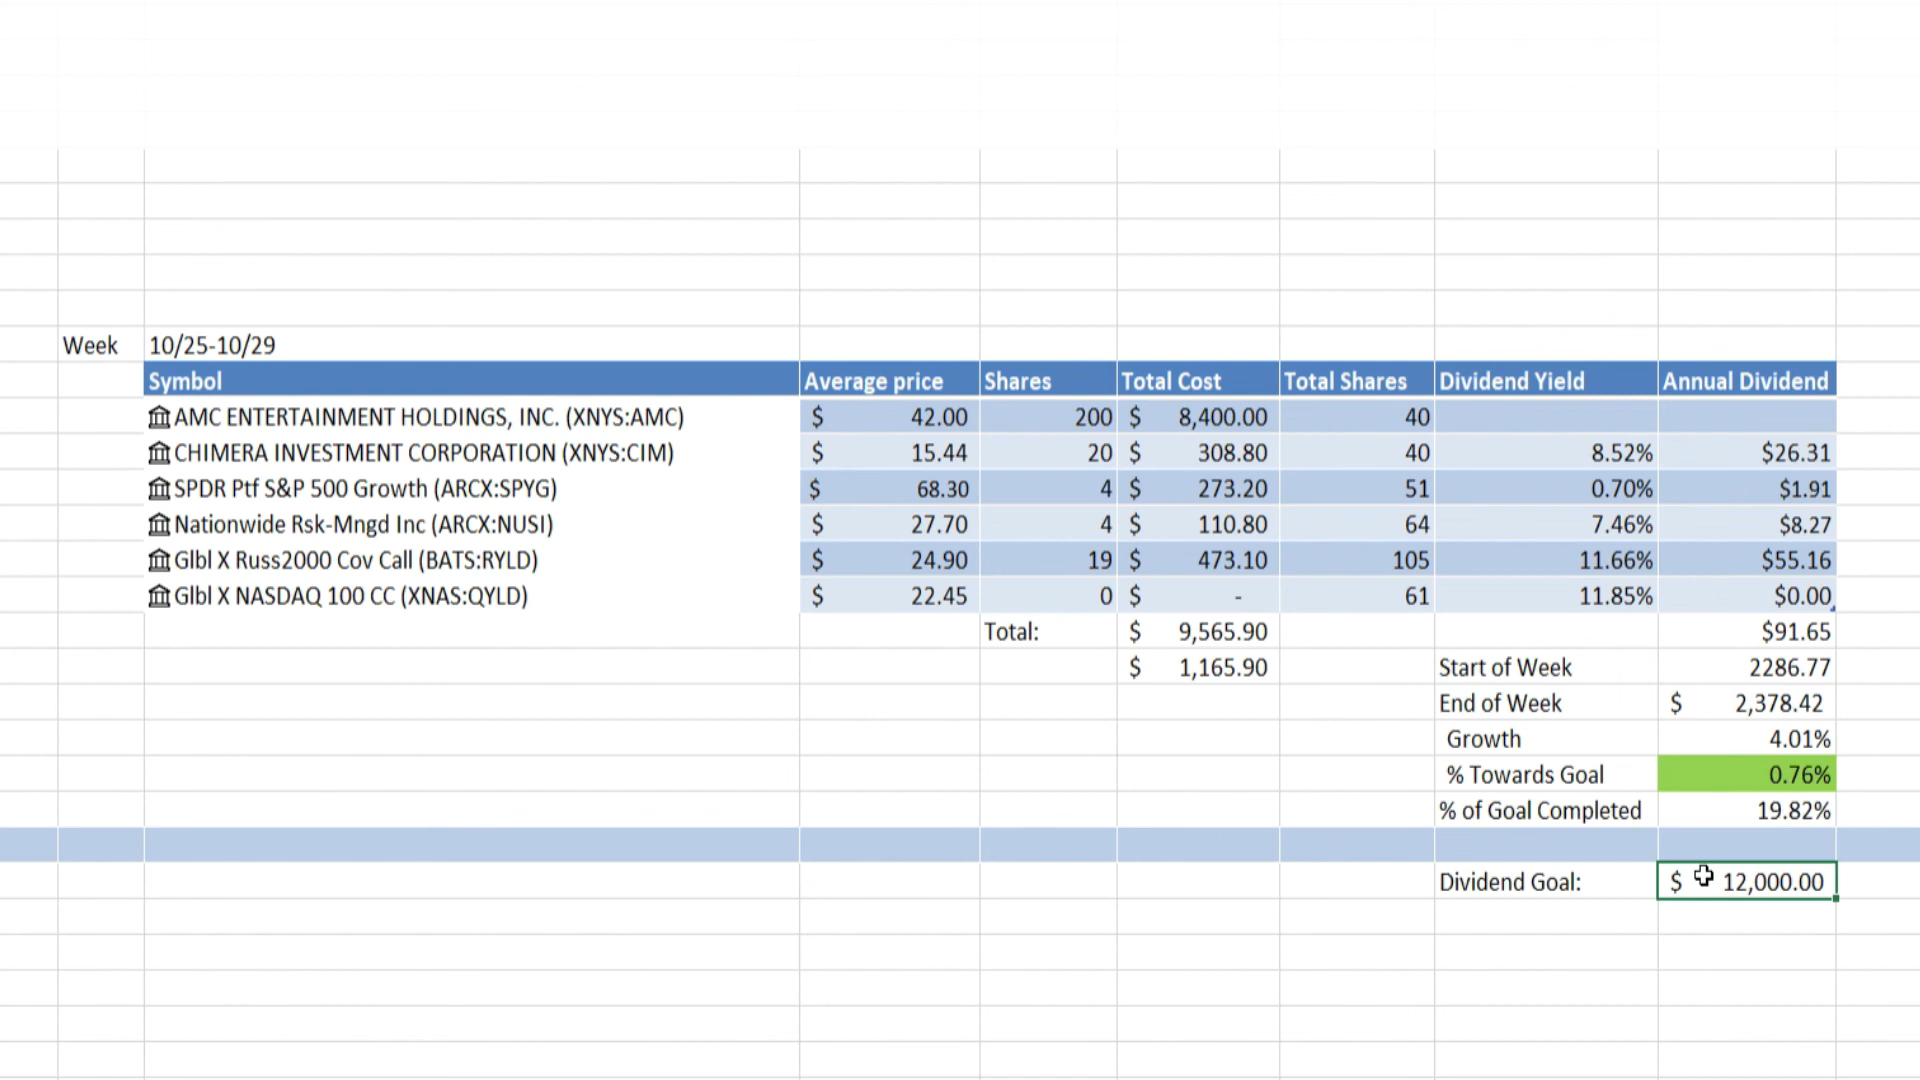 Week 10/25-10/29
Symbol Average price Shares Total Cost Total Shares Dividend Yield Annual Dividend
AMC ENTERTAINMENT HOLDINGS, INC. (XNYS:AMC) $ 42.00 200 $ 8,400.00 40
CHIMERA INVESTMENT CORPORATION (XNYS:CIM) $ 15.44 20 $ 308.80 40 8.52% $26.31
SPDR Ptf S&P 500 Growth (ARCX:SPYG) $ 68.30 4 $ 273.20 51 0.70% $1.91
Nationwide Rsk-Mngd Inc (ARCX:NUSI) $ 27.70 4 $ 110.80 64 7.46% $8.27
Glbl X Russ2000 Cov Call (BATS:RYLD) $ 24.90 19 $ 473.10 105 11.66% $55.16
Glbl X NASDAQ 100 CC (XNAS:QYLD) $ 22.45 0 $ - 61 11.85% $0.00
Total: $ 9,565.90 $91.65
$ 1,165.90 Start of Week 2286.77
End of Week $ 2,378.42
Growth 4.01%
% Towards Goal 0.76%
% of Goal Completed 19.82%
Dividend Goal: $ 12,000.00